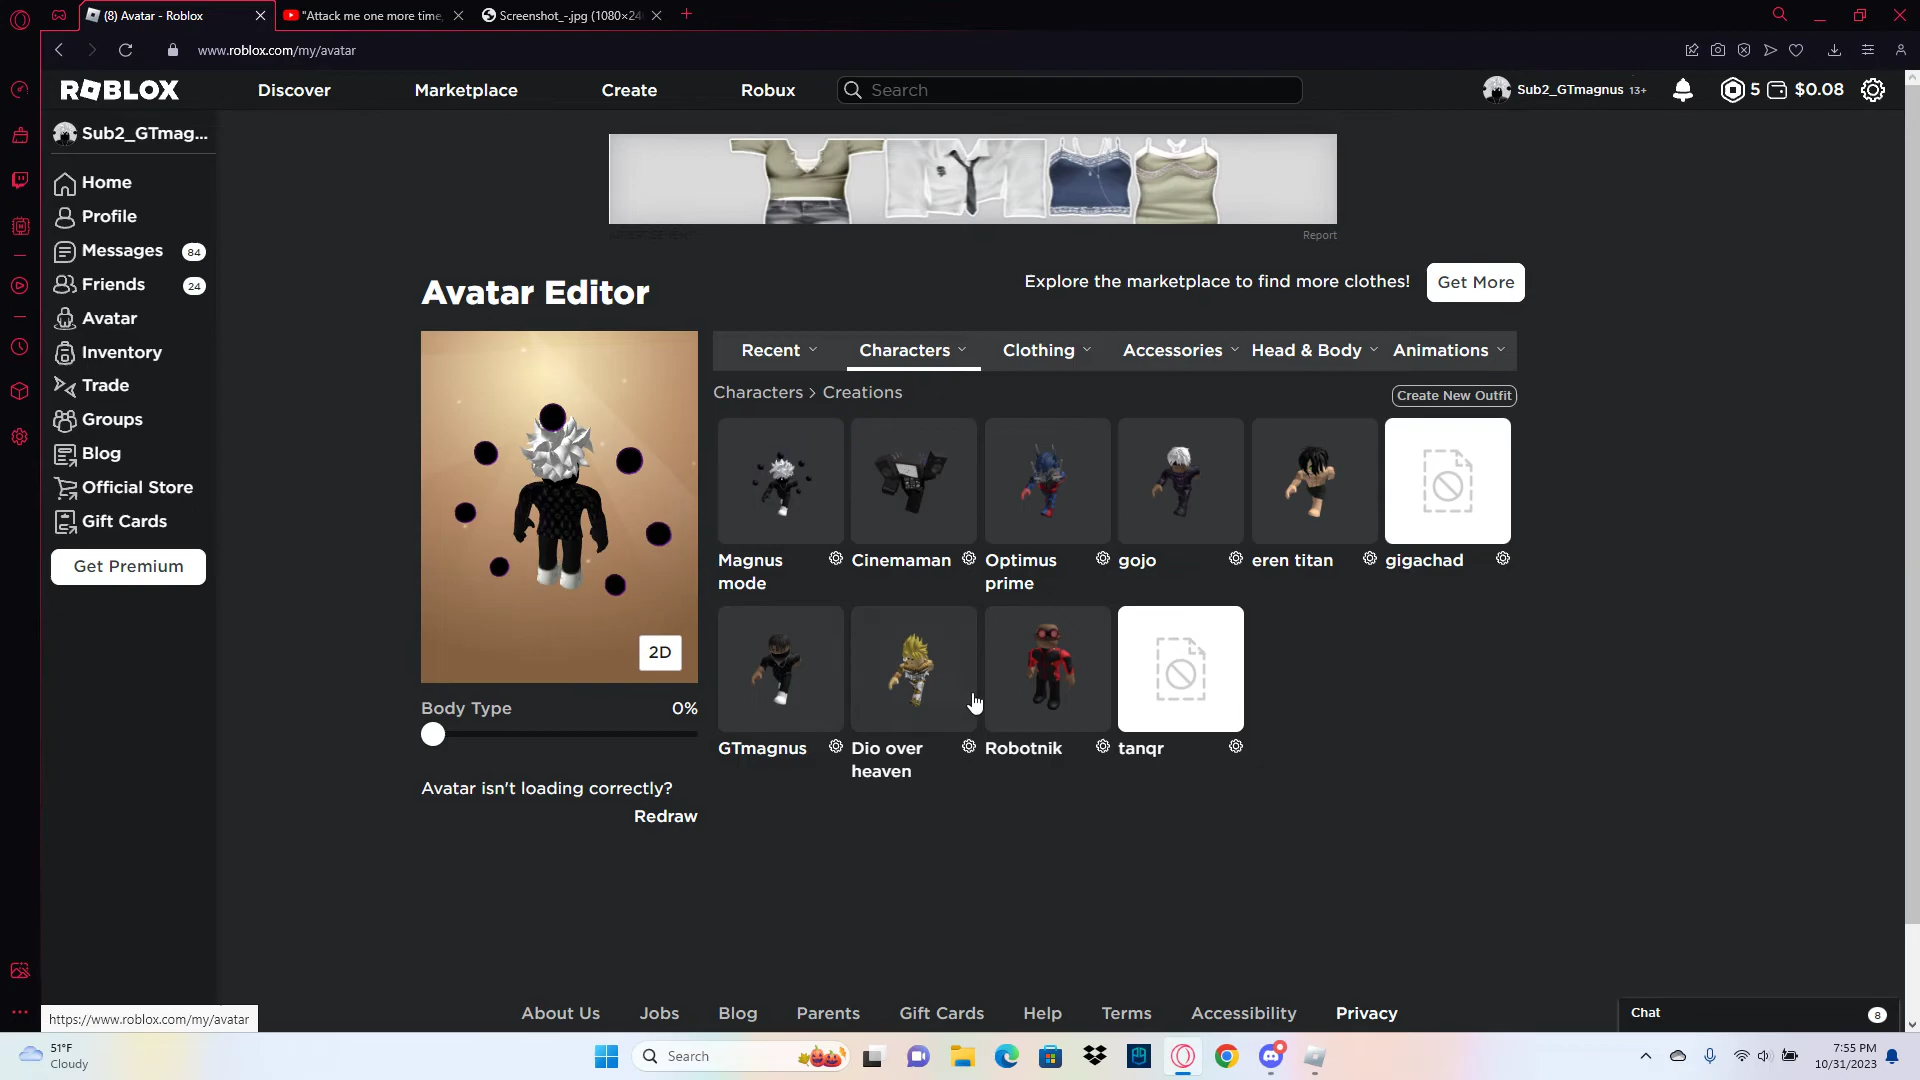 (8) Avatar - Roblox
"Attack me one more time,
Screenshot_-.jpg (1080×24
www.roblox.com/my/avatar
ROBLOX
Discover
Marketplace
Create
Robux
Search
Sub2_GTmagnus 13+
5
$0.08
Sub2_GTmag...
Home
Profile
Messages 84
Friends 24
Avatar
Inventory
Trade
Groups
Blog
Official Store
Gift Cards
Get Premium
ADVERTISEMENT
Report
Avatar Editor
Explore the marketplace to find more clothes!
Get More
Recent
Characters
Clothing
Accessories
Head & Body
Animations
Characters > Creations
Create New Outfit
Magnus mode
Cinemaman
Optimus prime
gojo
eren titan
gigachad
GTmagnus
Dio over heaven
Robotnik
tanqr
2D
Body Type 0%
Avatar isn't loading correctly?
Redraw
About Us
Jobs
Blog
Parents
Gift Cards
Help
Terms
Accessibility
Privacy
Chat 8
https://www.roblox.com/my/avatar
51°F
Cloudy
Search
7:55 PM
10/31/2023